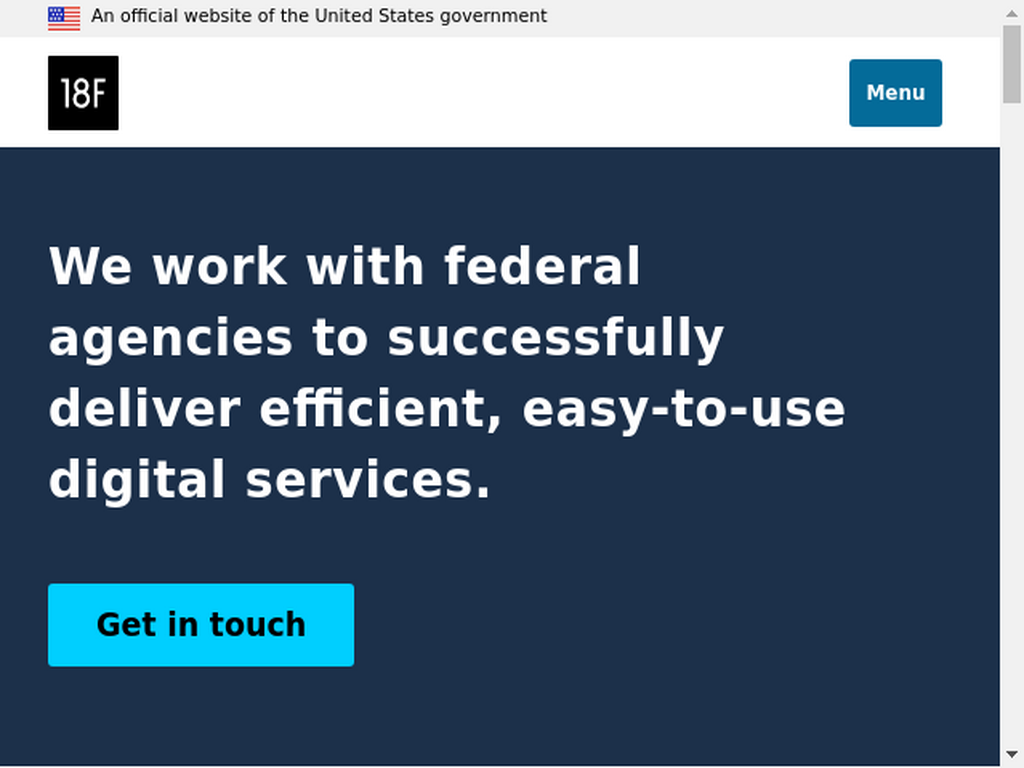 An official website of the United States government
18F
Menu
We work with federal
agencies to successfully
deliver efficient, easy-to-use
digital services.
Get in touch